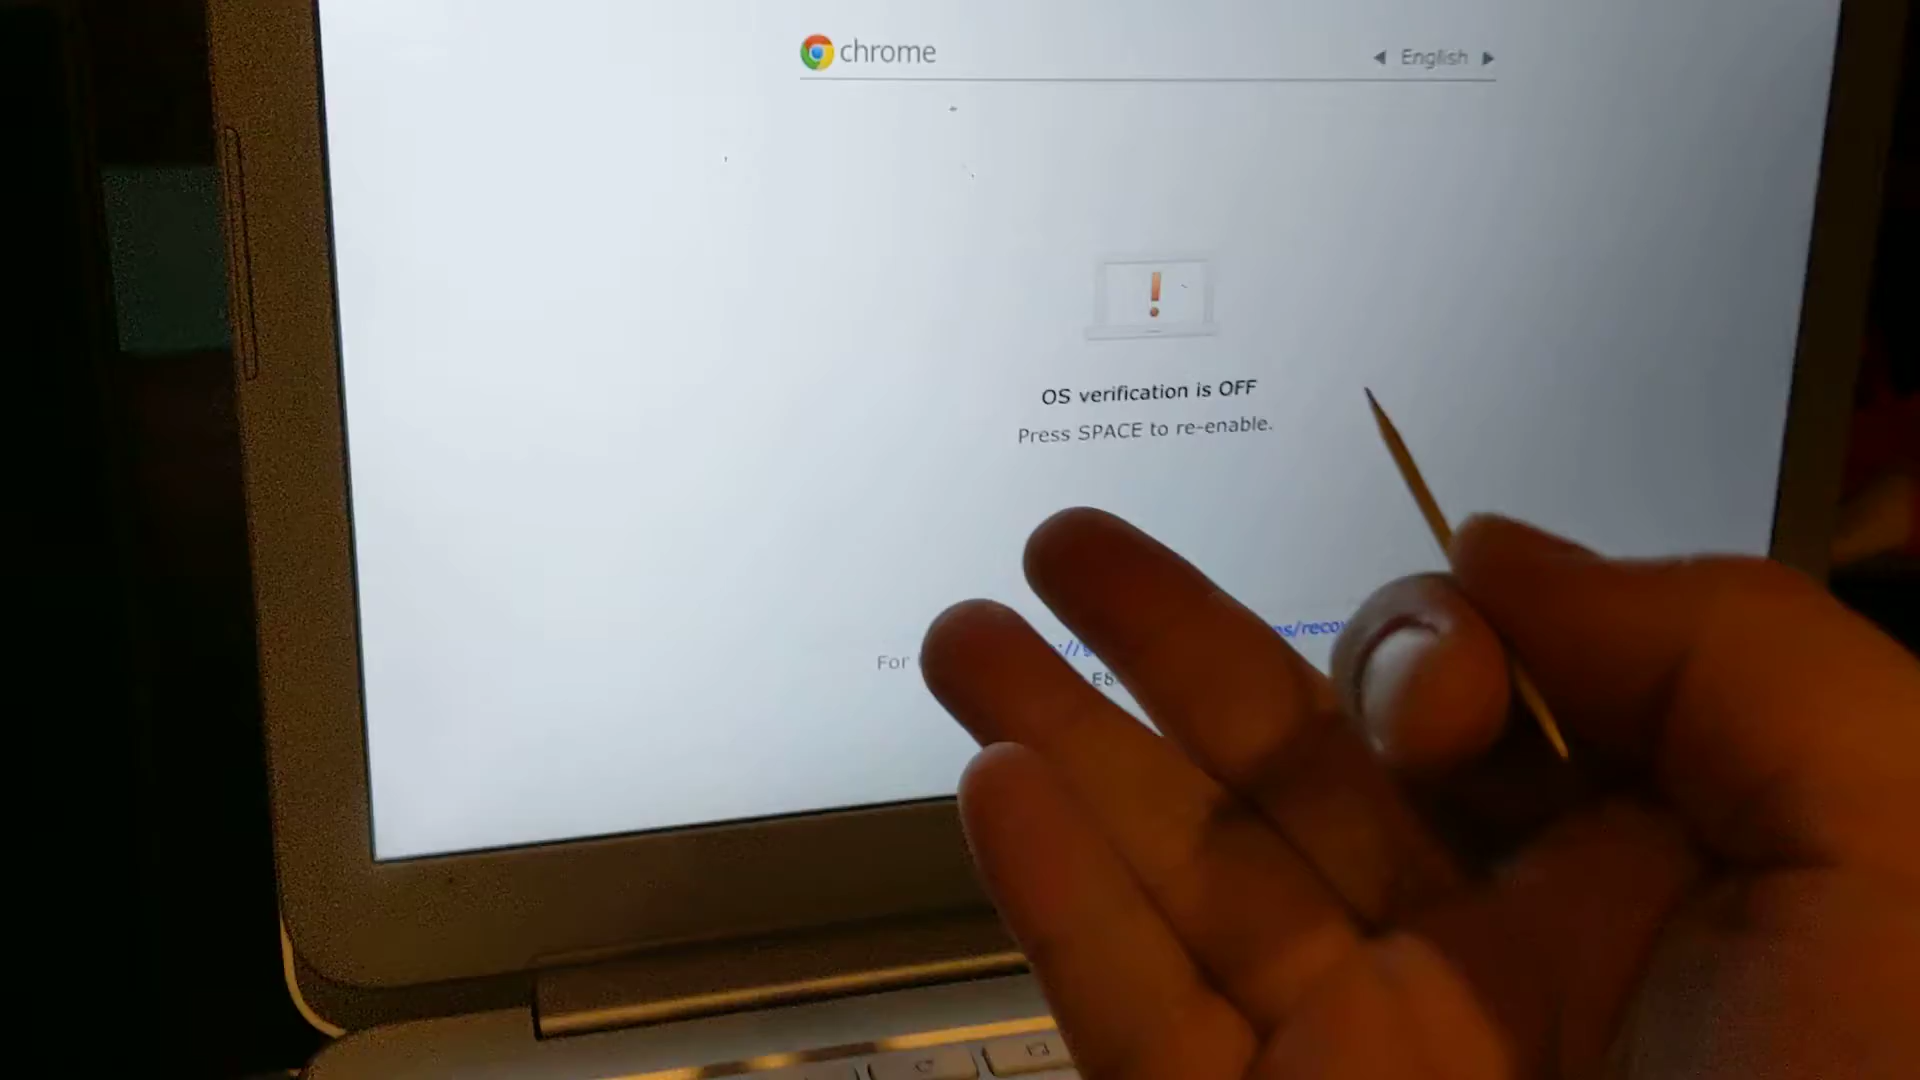 chrome
English
OS verification is OFF
Press SPACE to re-enable.
For